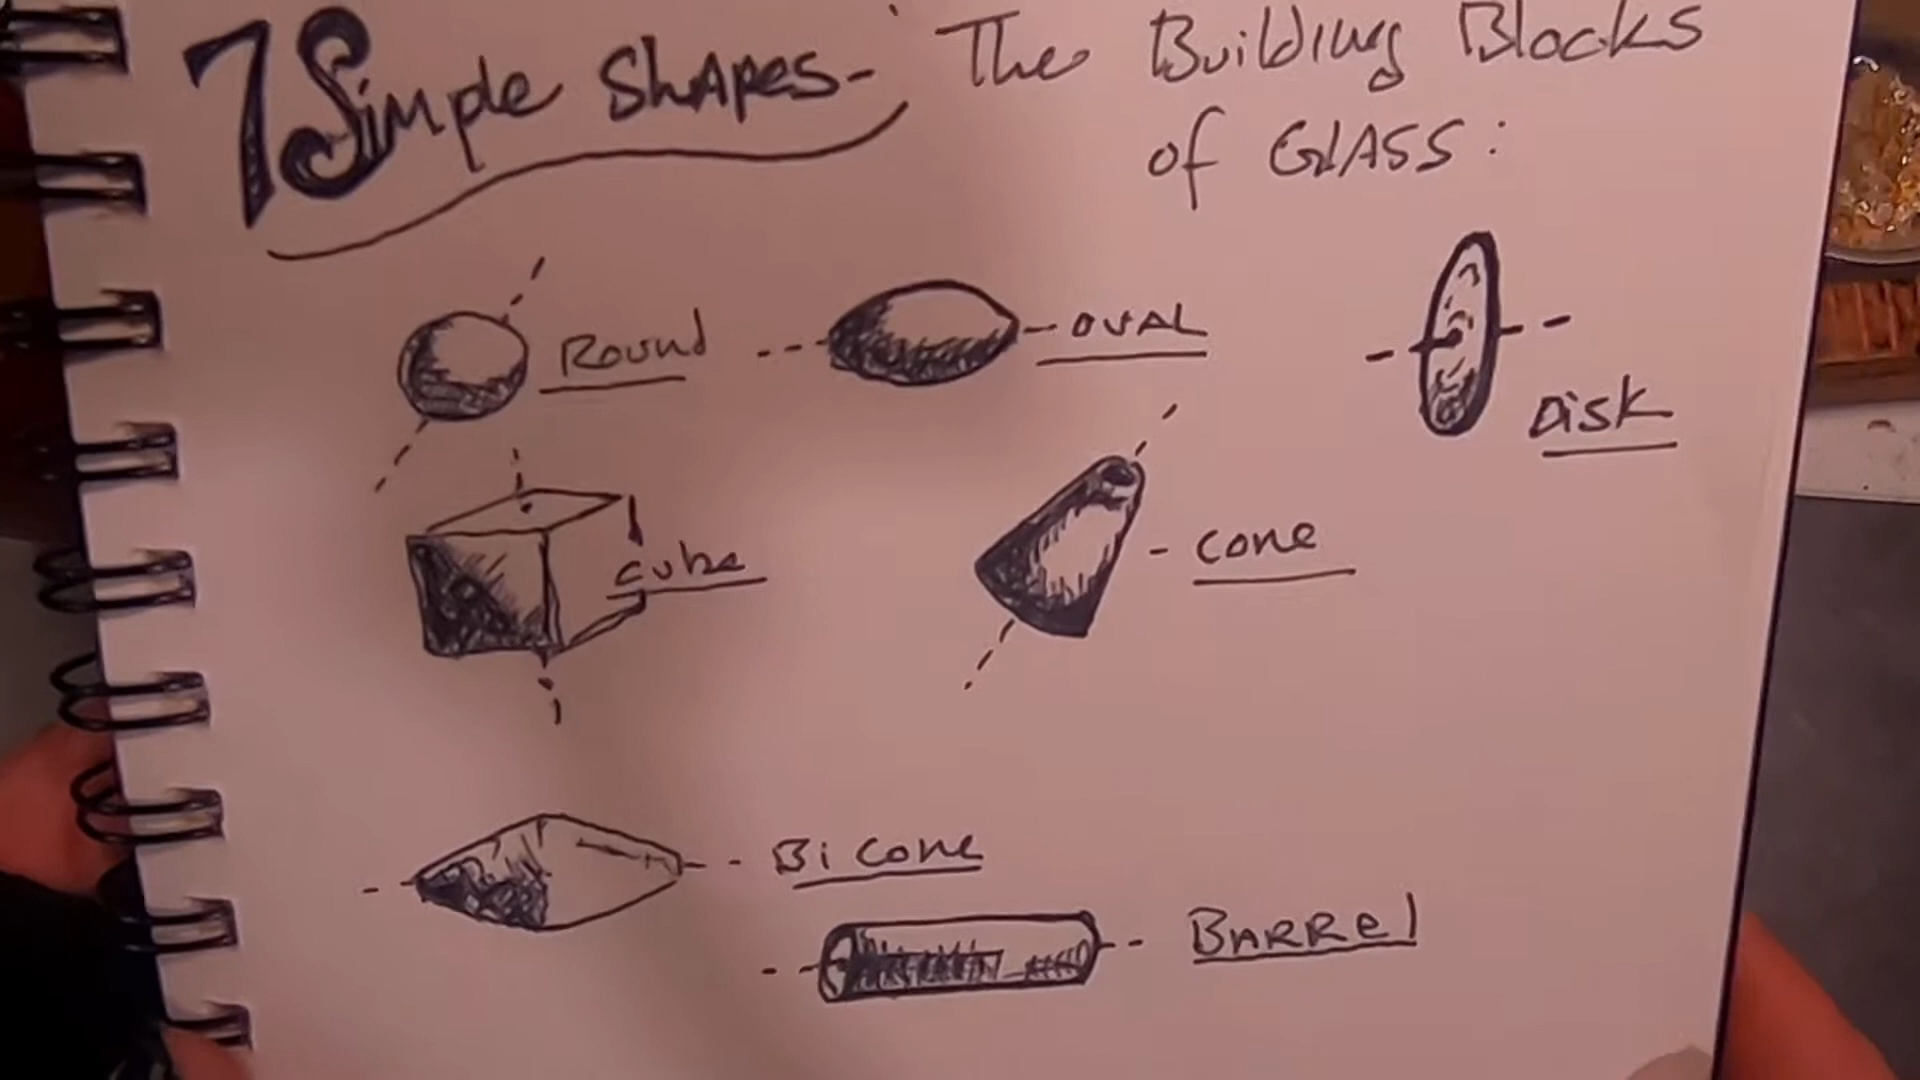 7 Simple Shapes - The Building Blocks
of GLASS:
Round
OVAL
Disk
cube
cone
Bi cone
Barrel